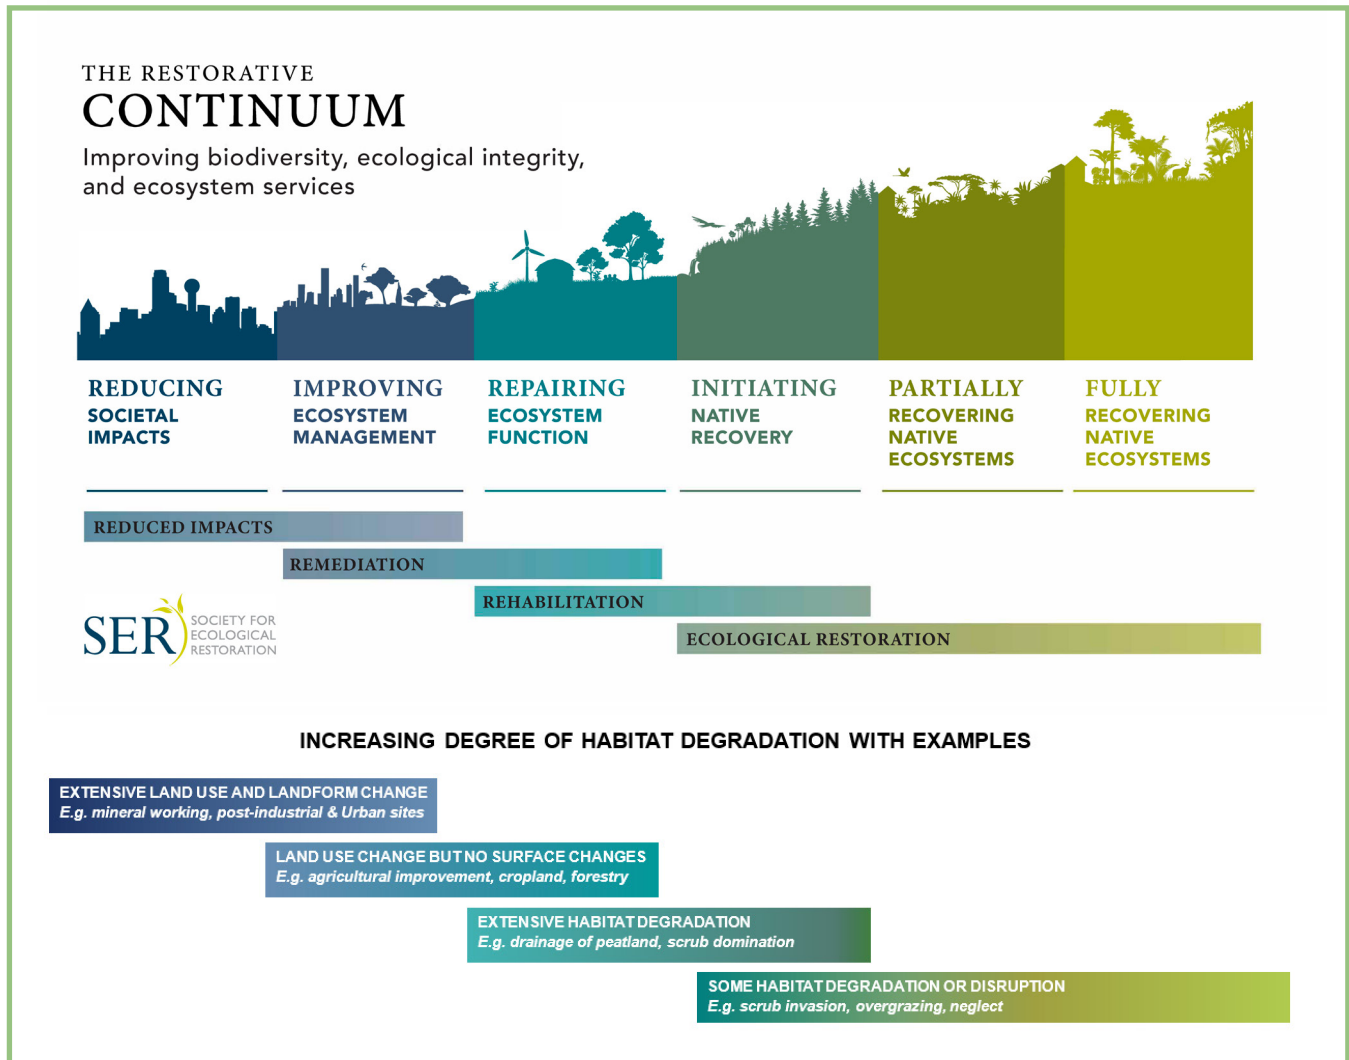 THE RESTORATIVE
CONTINUUM
Improving biodiversity, ecological integrity,
and ecosystem services
REDUCING
SOCIETAL
IMPACTS
IMPROVING
ECOSYSTEM
MANAGEMENT
REPAIRING
ECOSYSTEM
FUNCTION
INITIATING
NATIVE
RECOVERY
PARTIALLY
RECOVERING
NATIVE
ECOSYSTEMS
FULLY
RECOVERING
NATIVE
ECOSYSTEMS
REDUCED IMPACTS
REMEDIATION
REHABILITATION
ECOLOGICAL RESTORATION
SER
SOCIETY FOR
ECOLOGICAL
RESTORATION
INCREASING DEGREE OF HABITAT DEGRADATION WITH EXAMPLES
EXTENSIVE LAND USE AND LANDFORM CHANGE
E.g. mineral working, post-industrial & Urban sites
LAND USE CHANGE BUT NO SURFACE CHANGES
E.g. agricultural improvement, cropland, forestry
EXTENSIVE HABITAT DEGRADATION
E.g. drainage of peatland, scrub domination
SOME HABITAT DEGRADATION OR DISRUPTION
E.g. scrub invasion, overgrazing, neglect